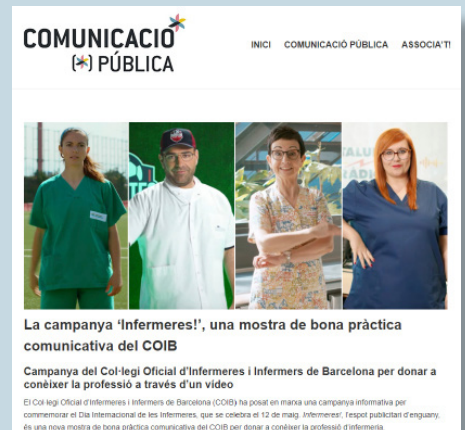 COMUNICACIÓ
(*) PÚBLICA
INICI COMUNICACIÓ PÚBLICA ASSOCIA'T!
La campanya ‘Infermeres!’, una mostra de bona pràctica
comunicativa del COIB
Campanya del Col·legi Oficial d’Infermeres i Infermers de Barcelona per donar a
conèixer la professió a través d’un vídeo
El Col·legi Oficial d’Infermeres i Infermers de Barcelona (COIB) ha posat en marxa una campanya informativa per
commemorar el Dia Internacional de les Infermeres, que se celebra el 12 de maig. Infermeres!, l’espot publicitari d’enguany,
és una nova mostra de bona pràctica comunicativa del COIB per donar a conèixer la professió d’infermeria